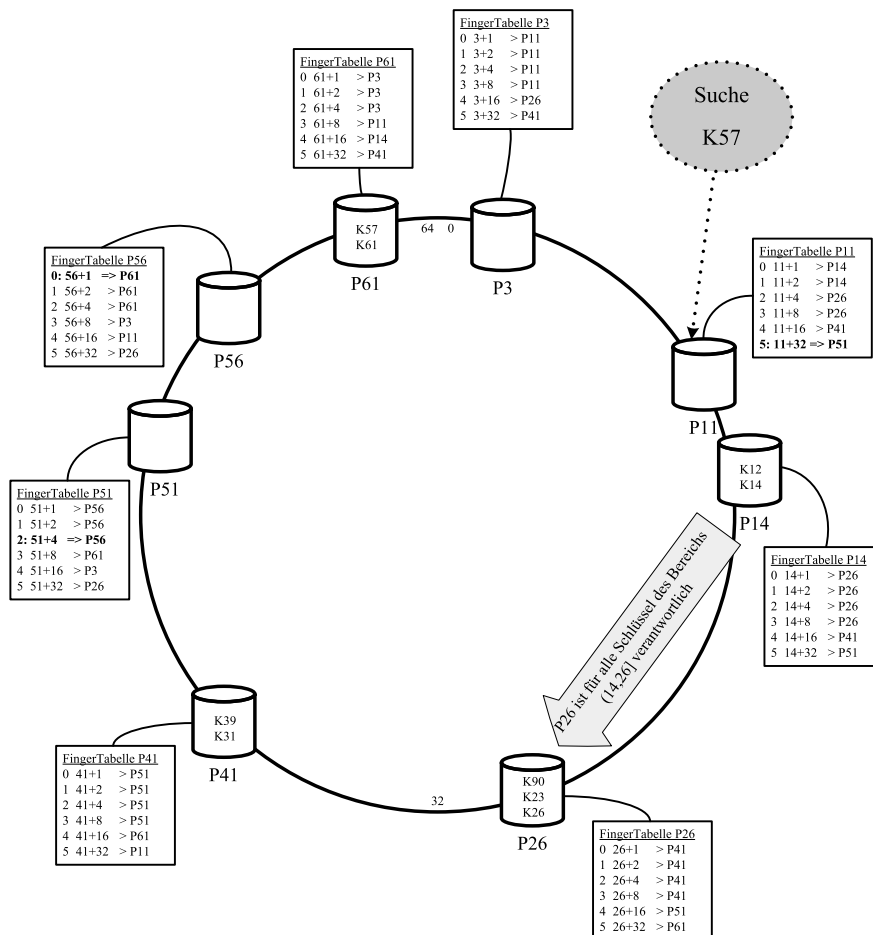 FingerTabelle P3
0 3+1 > P11
1 3+2 > P11
2 3+4 > P11
3 3+8 > P11
4 3+16 > P26
5 3+32 > P41
FingerTabelle P61
0 61+1 > P3
1 61+2 > P3
2 61+4 > P3
3 61+8 > P11
4 61+16 > P14
5 61+32 > P41
Suche
K57
K57
K61
P61
64 0
P3
FingerTabelle P56
0: 56+1 => P61
1 56+2 > P61
2 56+4 > P61
3 56+8 > P3
4 56+16 > P11
5 56+32 > P26
P56
FingerTabelle P11
0 11+1 > P14
1 11+2 > P14
2 11+4 > P26
3 11+8 > P26
4 11+16 > P41
5: 11+32 => P51
P11
K12
K14
P14
P51
FingerTabelle P51
0 51+1 > P56
1 51+2 > P56
2: 51+4 => P56
3 51+8 > P61
4 51+16 > P3
5 51+32 > P26
FingerTabelle P14
0 14+1 > P26
1 14+2 > P26
2 14+4 > P26
3 14+8 > P26
4 14+16 > P41
5 14+32 > P51
P26 ist für alle Schlüssel des Bereichs
(14,26] verantwortlich
K39
K31
P41
FingerTabelle P41
0 41+1 > P51
1 41+2 > P51
2 41+4 > P51
3 41+8 > P51
4 41+16 > P61
5 41+32 > P11
32
K90
K23
K26
P26
FingerTabelle P26
0 26+1 > P41
1 26+2 > P41
2 26+4 > P41
3 26+8 > P41
4 26+16 > P51
5 26+32 > P61